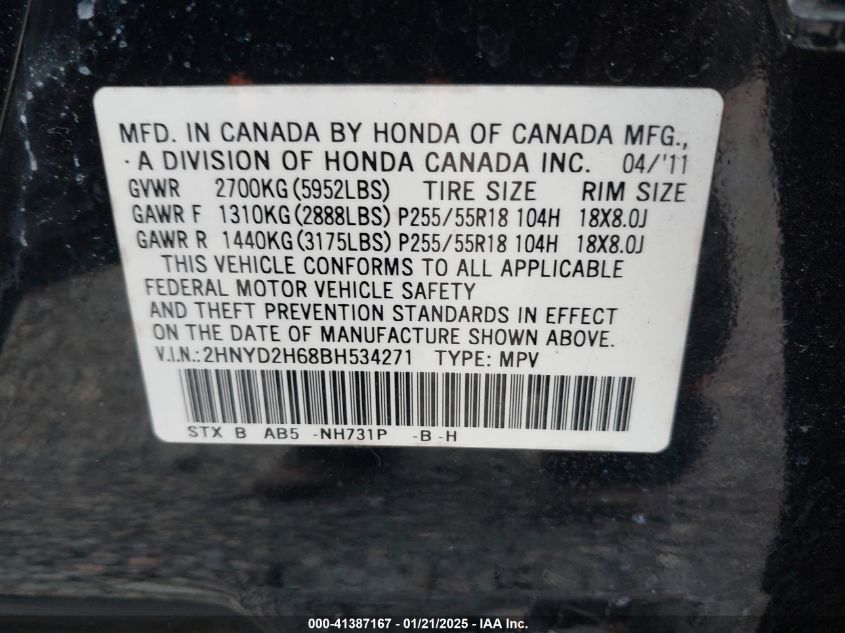 MFD. IN CANADA BY HONDA OF CANADA MFG.,
A DIVISION OF HONDA CANADA INC. 04/'11
GVWR 2700KG(5952LBS) TIRE SIZE RIM SIZE
GAWR F 1310KG(2888LBS) P255/55R18 104H 18X8.0J
GAWR R 1440KG(3175LBS) P255/55R18 104H 18X8.0J
THIS VEHICLE CONFORMS TO ALL APPLICABLE
FEDERAL MOTOR VEHICLE SAFETY
AND THEFT PREVENTION STANDARDS IN EFFECT
ON THE DATE OF MANUFACTURE SHOWN ABOVE.
V.I.N.:2HNYD2H68BH534271 TYPE: MPV
STX B AB5 -NH731P -B -H
000-41387167 - 01/21/2025 - IAA Inc.